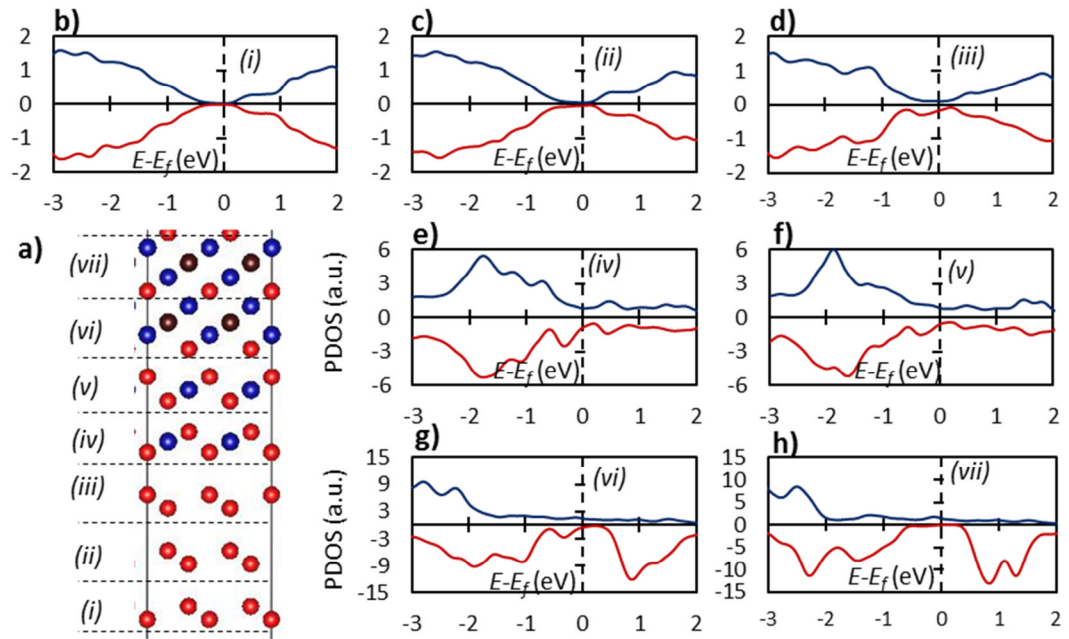 b)
c)
d)
2
1
0
-1
-2
(i)
E-Ef (eV)
-3 -2 -1 0 1 2
2
1
0
-1
-2
(ii)
E-Ef (eV)
-3 -2 -1 0 1 2
2
1
0
-1
-2
(iii)
E-Ef (eV)
-3 -2 -1 0 1 2
a)
(vii)
(vi)
(v)
(iv)
(iii)
(ii)
(i)
e)
PDOS (a.u.)
6
3
0
-3
-6
(iv)
E-Ef (eV)
-3 -2 -1 0 1 2
f)
6
3
0
-3
-6
(v)
E-Ef (eV)
-3 -2 -1 0 1 2
g)
PDOS (a.u.)
15
9
3
-3
-9
-15
(vi)
E-Ef (eV)
-3 -2 -1 0 1 2
h)
15
10
5
0
-5
-10
-15
(vii)
E-Ef (eV)
-3 -2 -1 0 1 2